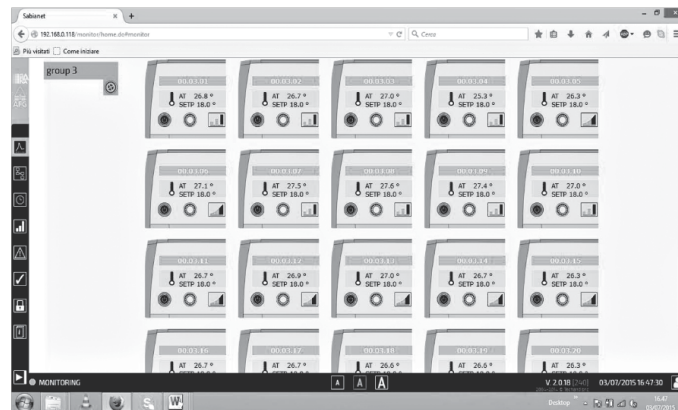 Sabianet
192.168.0.118/monitor/home.do#monitor
Cerca
Più visitati
Come iniziare
group 3
00.03.01
AT 26.8 °
SETP 18.0 °
00.03.02
AT 26.7 °
SETP 18.0 °
00.03.03
AT 27.0 °
SETP 18.0 °
00.03.04
AT 25.3 °
SETP 18.0 °
00.03.05
AT 26.3 °
SETP 18.0 °
00.03.06
AT 27.1 °
SETP 18.0 °
00.03.07
AT 27.5 °
SETP 18.0 °
00.03.08
AT 27.6 °
SETP 18.0 °
00.03.09
AT 27.4 °
SETP 18.0 °
00.03.10
AT 27.0 °
SETP 18.0 °
00.03.11
AT 26.7 °
SETP 18.0 °
00.03.12
AT 26.9 °
SETP 18.0 °
00.03.13
AT 27.0 °
SETP 18.0 °
00.03.14
AT 26.7 °
SETP 18.0 °
00.03.15
AT 26.3 °
SETP 18.0 °
00.03.16
AT 26.7 °
00.03.17
AT 26.7 °
00.03.18
AT 26.6 °
00.03.19
AT 26.6 °
00.03.20
AT 26.3 °
MONITORING
A A A
V 2.0.18 [240]
03/07/2015 16:47:30
Desktop
16.47
03/07/2015